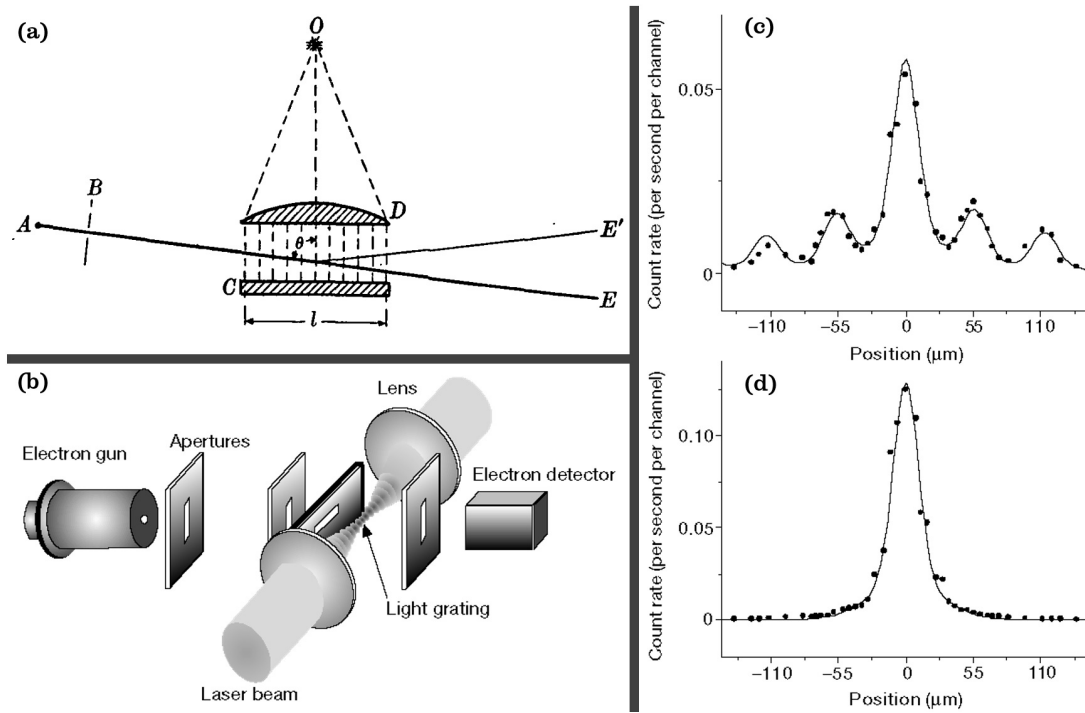 (a)
O
B
A
D
θ
E′
C
E
l
(b)
Lens
Apertures
Electron gun
Electron detector
Light grating
Laser beam
(c)
Count rate (per second per channel)
0.05
0
−110 −55 0 55 110
Position (μm)
(d)
Count rate (per second per channel)
0.10
0.05
0
−110 −55 0 55 110
Position (μm)